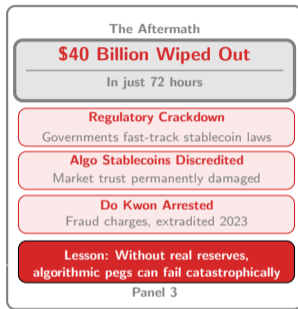 The Aftermath
$40 Billion Wiped Out
In just 72 hours
Regulatory Crackdown
Governments fast-track stablecoin laws
Algo Stablecoins Discredited
Market trust permanently damaged
Do Kwon Arrested
Fraud charges, extradited 2023
Lesson: Without real reserves,
algorithmic pegs can fail catastrophically
Panel 3